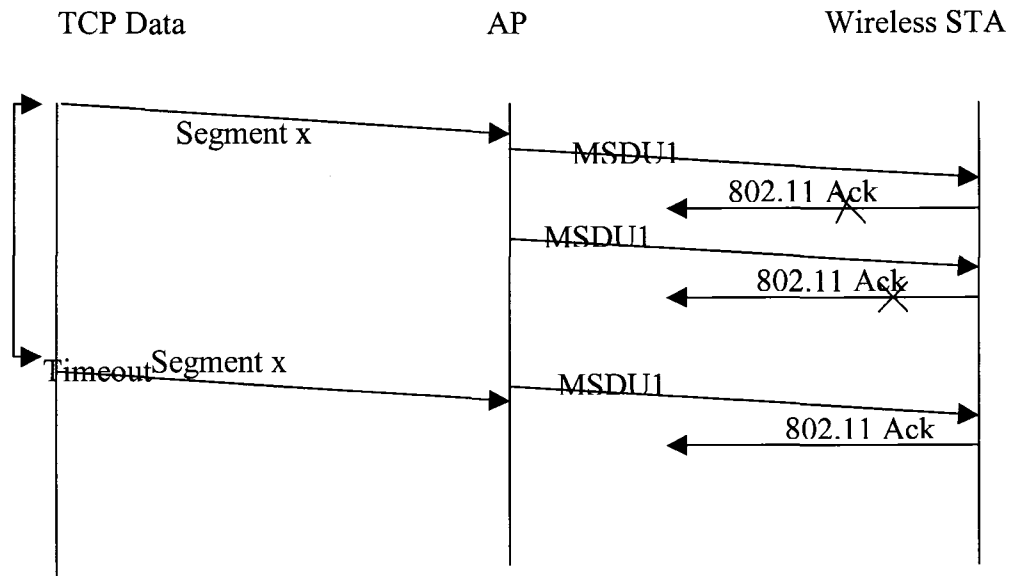 TCP Data
AP
Wireless STA
Segment x
MSDU1
802.11 Ack
MSDU1
802.11 Ack
Timeout
Segment x
MSDU1
802.11 Ack